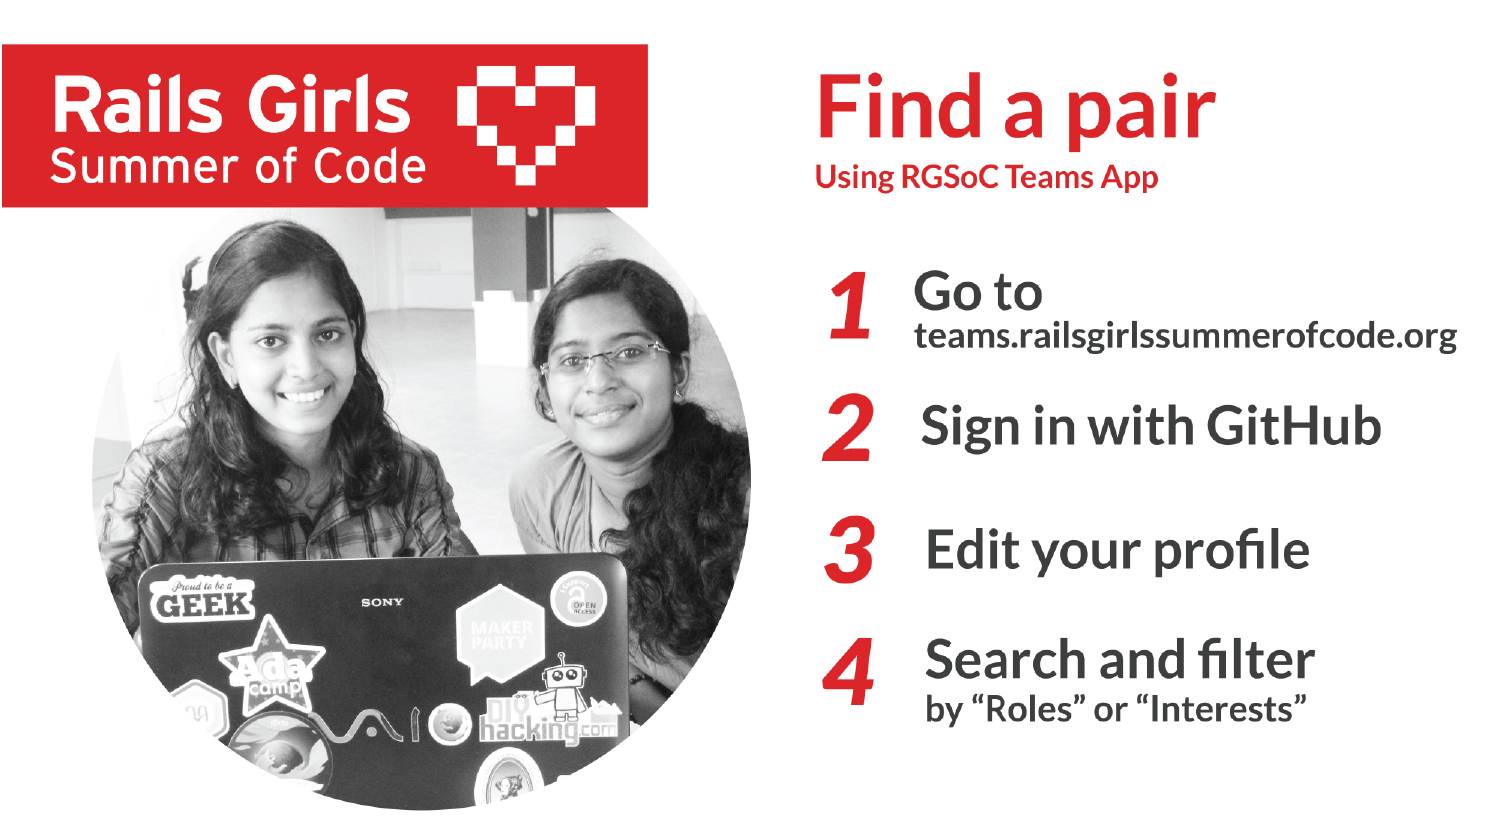 Rails Girls
Summer of Code
Find a pair
Using RGSoC Teams App
1 Go to
teams.railsgirlssummerofcode.org
2 Sign in with GitHub
3 Edit your profile
4 Search and filter
by “Roles” or “Interests”
Proud to be a
GEEK
SONY
MAKER
PARTY
OPEN
ACCESS
Ada
camp
DIY
hacking.com